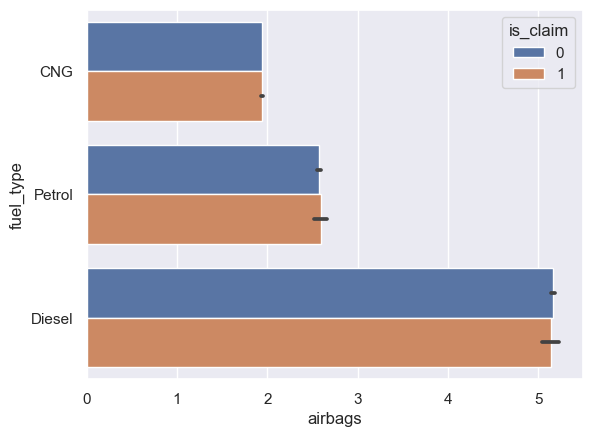 is_claim
0
1
CNG
Petrol
Diesel
fuel_type
0 1 2 3 4 5
airbags